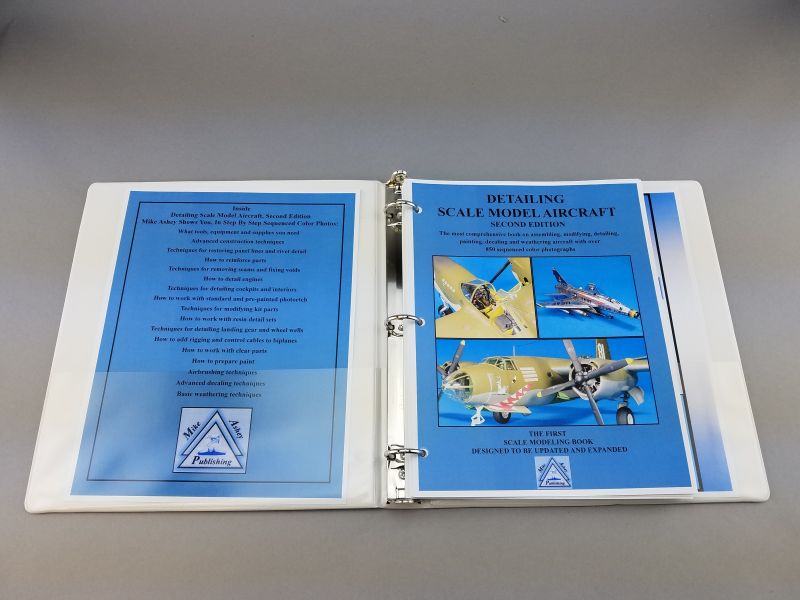 Inside
Detailing Scale Model Aircraft, Second Edition
Mike Ashey Shows You, In Step By Step Sequenced Color Photos:
What tools, equipment and supplies you need
Advanced construction techniques
Techniques for restoring panel lines and rivet detail
How to reinforce parts
Techniques for removing seams and fixing voids
How to detail engines
Techniques for detailing cockpits and interiors
How to work with standard and pre-painted photoetch
Techniques for modifying kit parts
How to work with resin detail sets
Techniques for detailing landing gear and wheel wells
How to add rigging and control cables to biplanes
How to work with clear parts
How to prepare paint
Airbrushing techniques
Advanced decaling techniques
Basic weathering techniques
Mike Ashey
Publishing
DETAILING
SCALE MODEL AIRCRAFT
SECOND EDITION
The most comprehensive book on assembling, modifying, detailing,
painting, decaling and weathering aircraft with over
850 sequenced color photographs
THE FIRST
SCALE MODELING BOOK
DESIGNED TO BE UPDATED AND EXPANDED
Mike Ashey
Publishing